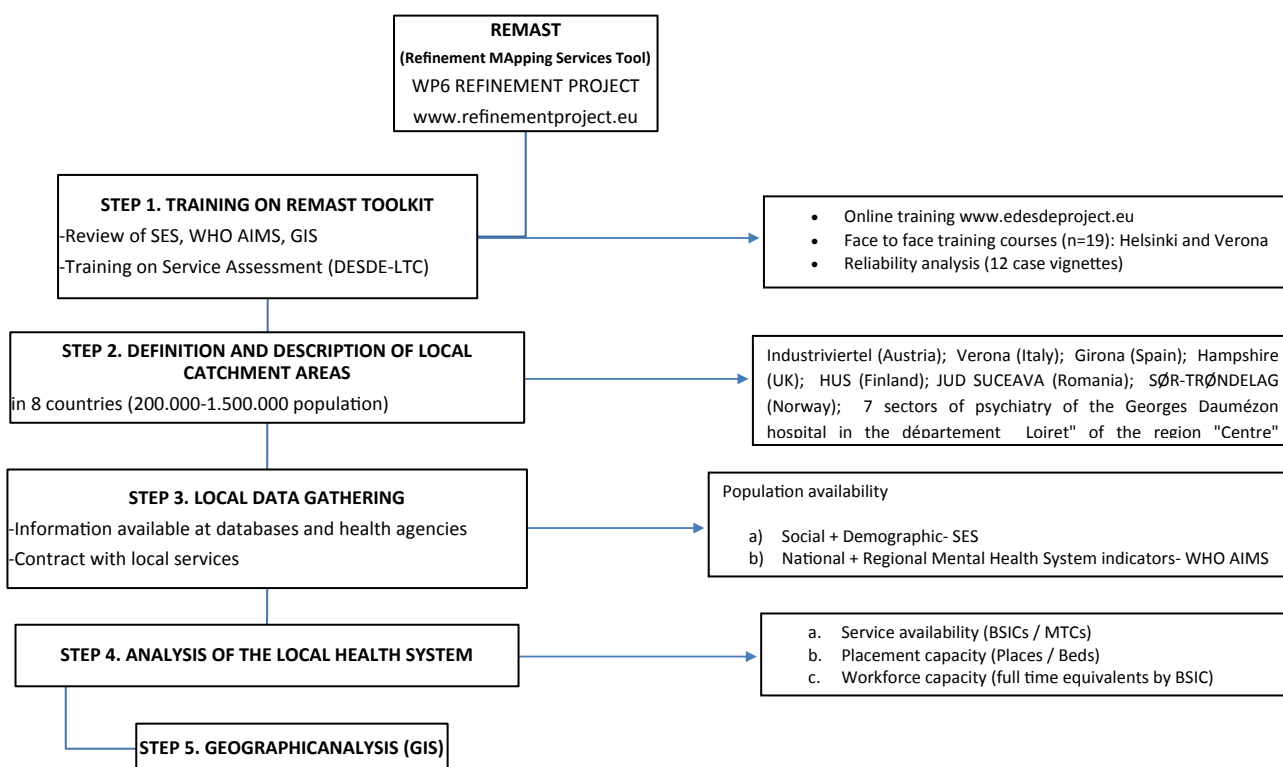 REMAST
(Refinement MApping Services Tool)
WP6 REFINEMENT PROJECT
www.refinementproject.eu
STEP 1. TRAINING ON REMAST TOOLKIT
-Review of SES, WHO AIMS, GIS
-Training on Service Assessment (DESDE-LTC)
• Online training www.edesdeproject.eu
• Face to face training courses (n=19): Helsinki and Verona
• Reliability analysis (12 case vignettes)
STEP 2. DEFINITION AND DESCRIPTION OF LOCAL
CATCHMENT AREAS
in 8 countries (200.000-1.500.000 population)
Industriviertel (Austria); Verona (Italy); Girona (Spain); Hampshire
(UK); HUS (Finland); JUD SUCEAVA (Romania); SØR-TRØNDELAG
(Norway); 7 sectors of psychiatry of the Georges Daumézon
hospital in the département Loiret" of the region "Centre"
STEP 3. LOCAL DATA GATHERING
-Information available at databases and health agencies
-Contract with local services
Population availability
a) Social + Demographic- SES
b) National + Regional Mental Health System indicators- WHO AIMS
STEP 4. ANALYSIS OF THE LOCAL HEALTH SYSTEM
a. Service availability (BSICs / MTCs)
b. Placement capacity (Places / Beds)
c. Workforce capacity (full time equivalents by BSIC)
STEP 5. GEOGRAPHICANALYSIS (GIS)